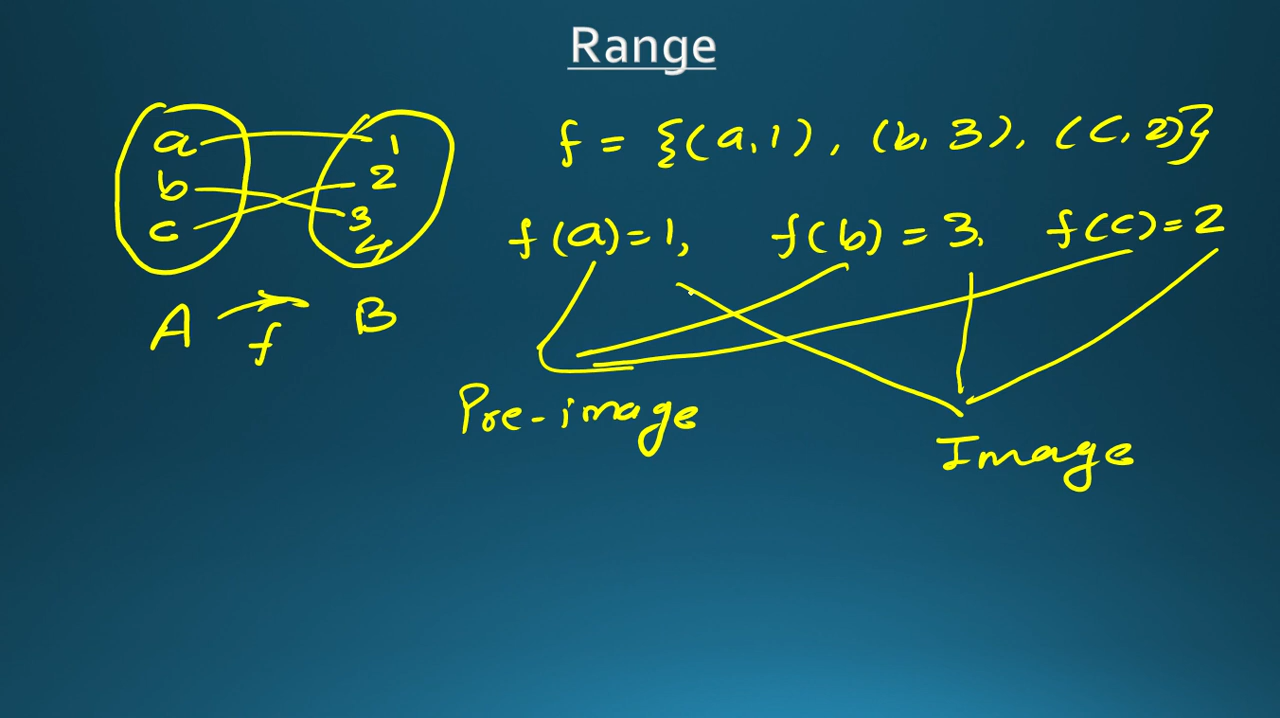 Range
a 1
b 2
c 3
4
A f B
f = {(a,1), (b,3), (c,2)}
f(a)=1, f(b) = 3, f(c)=2
Pre-image
Image